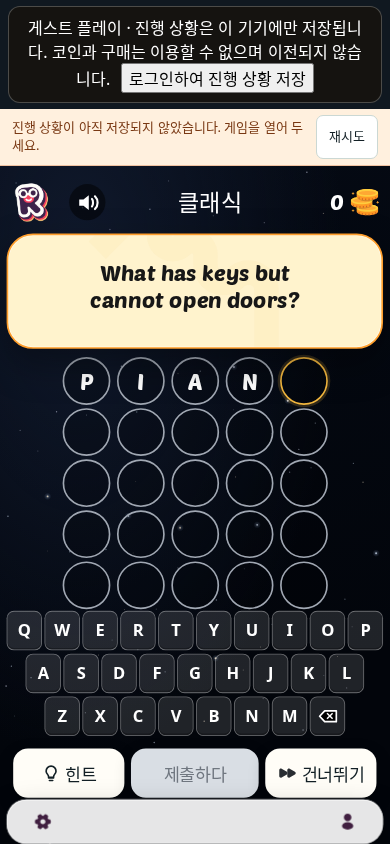 게스트 플레이 · 진행 상황은 이 기기에만 저장됩니
다. 코인과 구매는 이용할 수 없으며 이전되지 않습
니다. 로그인하여 진행 상황 저장
진행 상황이 아직 저장되지 않았습니다. 게임을 열어 두
세요.
재시도
클래식
0
What has keys but
cannot open doors?
P I A N
Q W E R T Y U I O P
A S D F G H J K L
Z X C V B N M
힌트 제출하다 건너뛰기